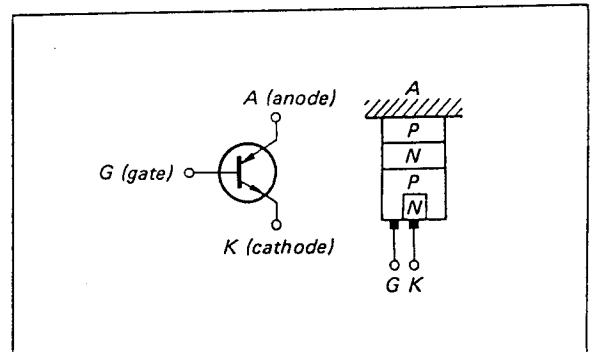 A (anode)
G (gate)
K (cathode)
A
P
N
P
N
G K